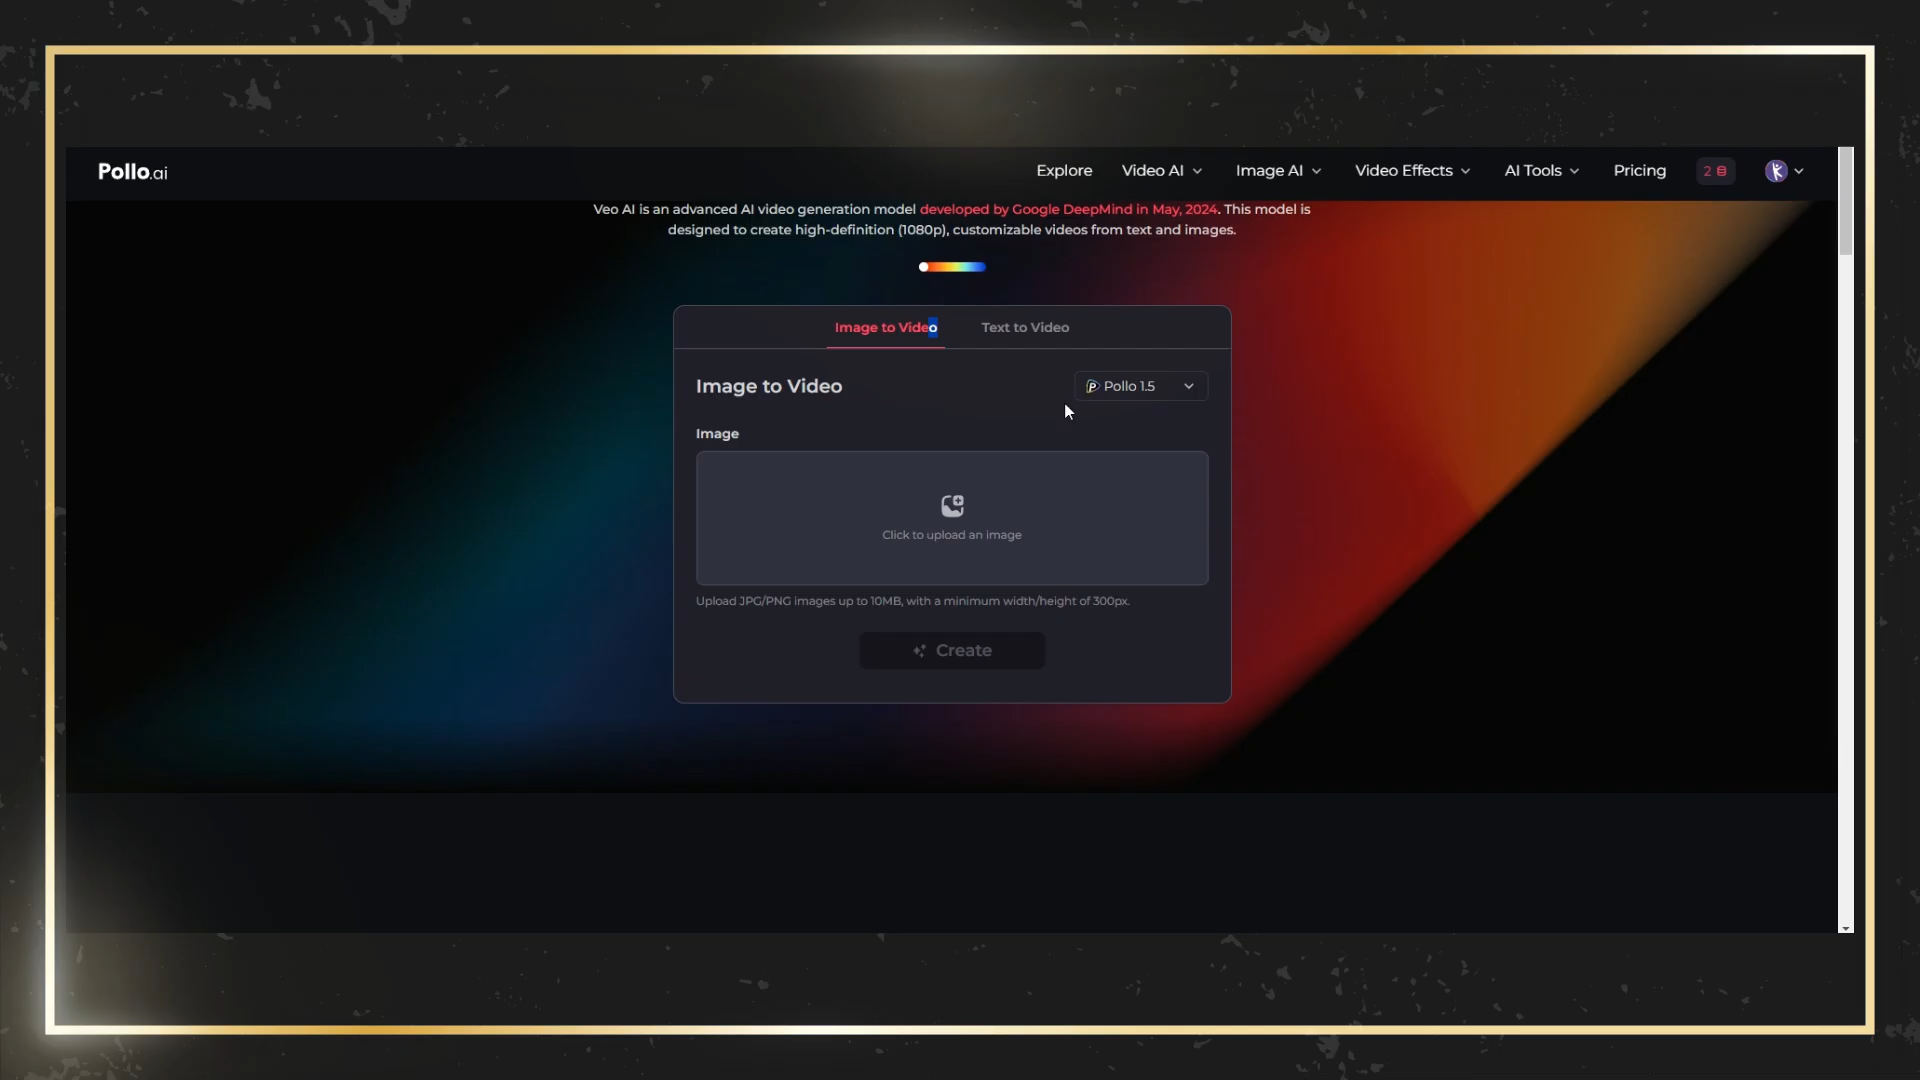 Pollo.ai
Explore
Video AI
Image AI
Video Effects
AI Tools
Pricing
2
Veo AI is an advanced AI video generation model developed by Google DeepMind in May, 2024. This model is
designed to create high-definition (1080p), customizable videos from text and images.
Image to Video
Text to Video
Image to Video
Pollo 1.5
Image
Click to upload an image
Upload JPG/PNG images up to 10MB, with a minimum width/height of 300px.
Create